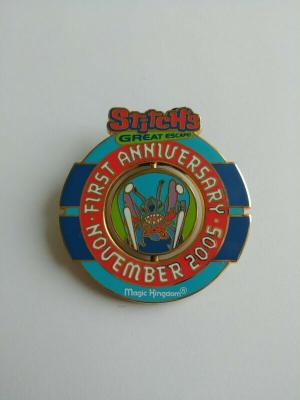 STITCH'S
GREAT ESCAPE!
· FIRST ANNIVERSARY ·
NOVEMBER 2005
Magic Kingdom®